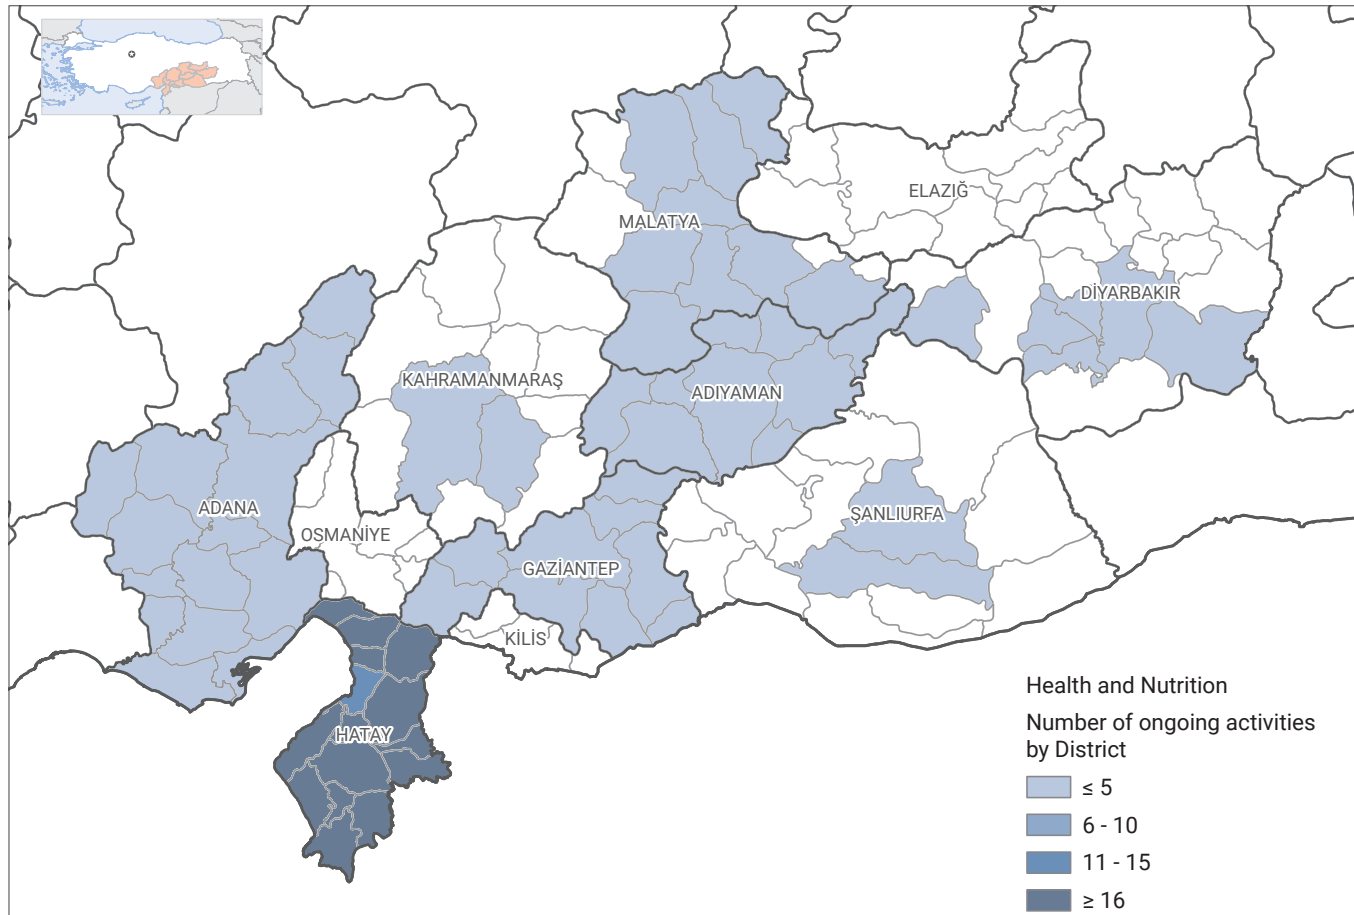 ELAZIĞ
MALATYA
DİYARBAKIR
KAHRAMANMARAŞ
ADIYAMAN
ADANA
ŞANLIURFA
OSMANİYE
GAZİANTEP
KİLİS
HATAY
Health and Nutrition
Number of ongoing activities
by District
≤ 5
6 - 10
11 - 15
≥ 16